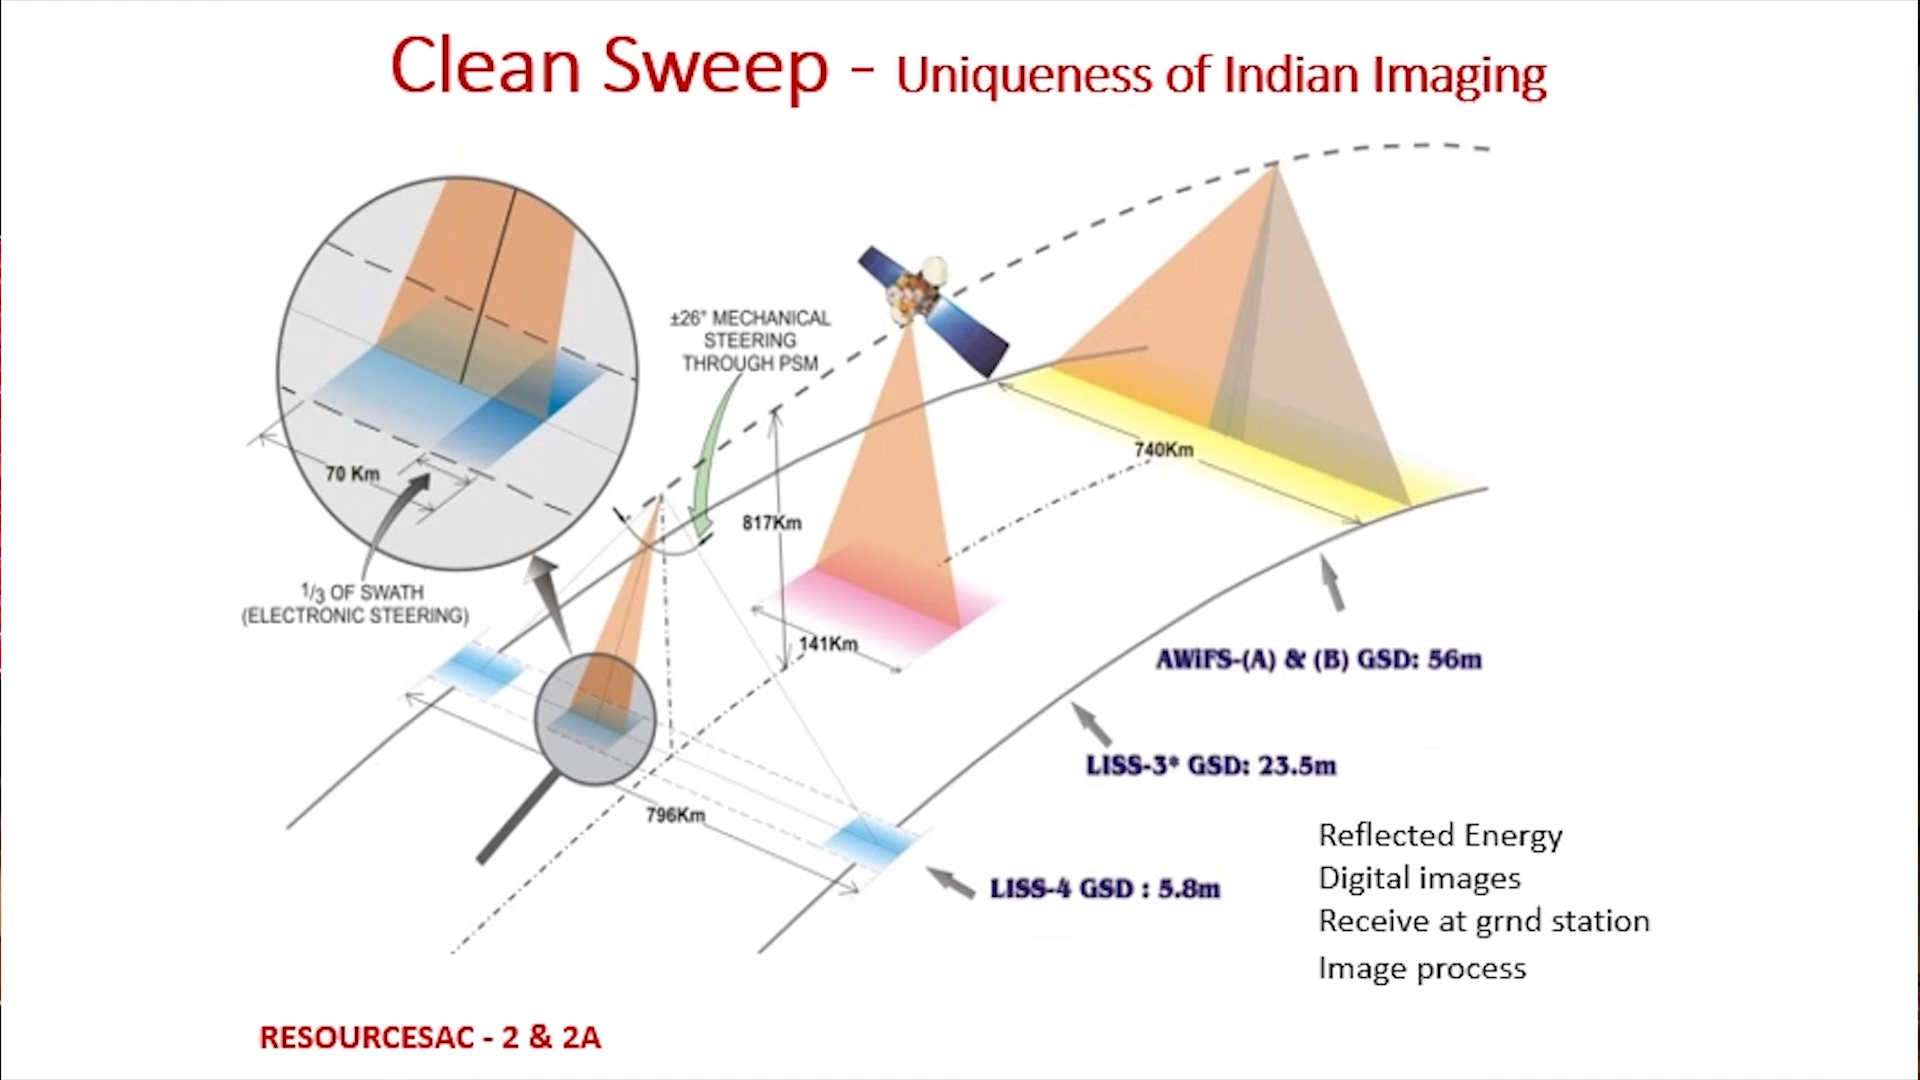 Clean Sweep - Uniqueness of Indian Imaging
±26° MECHANICAL
STEERING
THROUGH PSM
740Km
70 Km
817Km
1/3 OF SWATH
(ELECTRONIC STEERING)
141Km
AWiFS-(A) & (B) GSD: 56m
LISS-3* GSD: 23.5m
796Km
LISS-4 GSD : 5.8m
Reflected Energy
Digital images
Receive at grnd station
Image process
RESOURCESAC - 2 & 2A